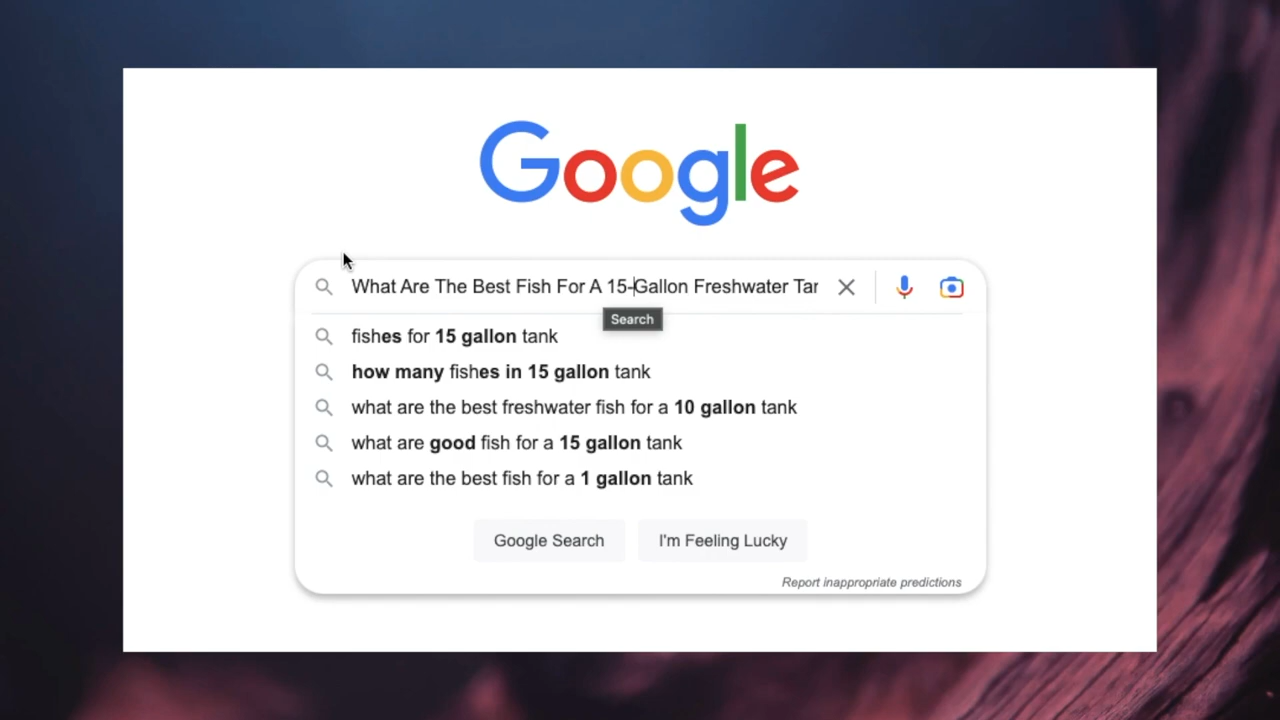 Google
What Are The Best Fish For A 15-Gallon Freshwater Tar
Search
fishes for 15 gallon tank
how many fishes in 15 gallon tank
what are the best freshwater fish for a 10 gallon tank
what are good fish for a 15 gallon tank
what are the best fish for a 1 gallon tank
Google Search
I'm Feeling Lucky
Report inappropriate predictions